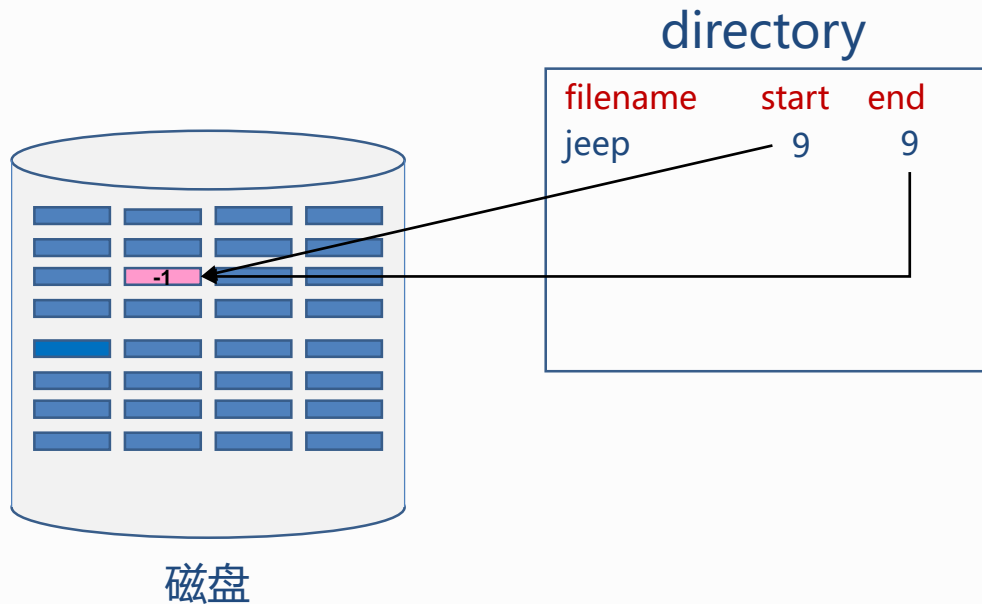 directory
filename start end
jeep 9 9
-1
磁盘